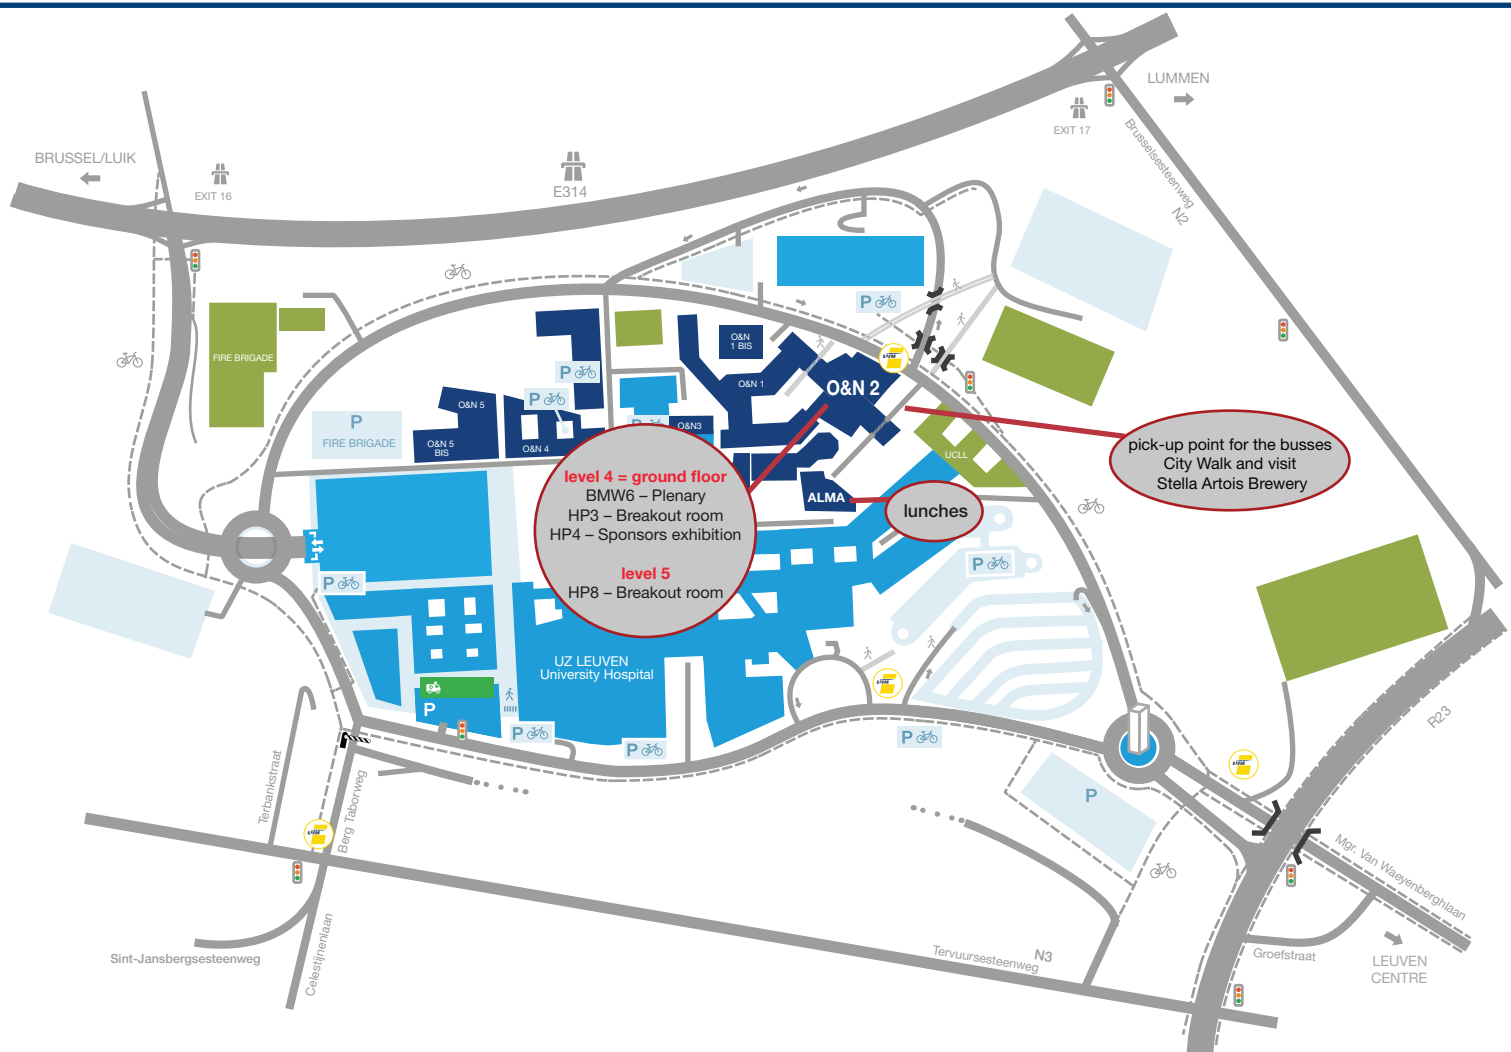 LUMMEN
EXIT 17
Brusselsesteenweg
N2
BRUSSEL/LUIK
EXIT 16
E314
P
FIRE BRIGADE
O&N
1 BIS
O&N 1
O&N 2
P
P
O&N 5
P
FIRE BRIGADE
O&N 5
BIS
O&N 4
P
O&N3
UCLL
pick-up point for the busses
City Walk and visit
Stella Artois Brewery
level 4 = ground floor
BMW6 – Plenary
HP3 – Breakout room
HP4 – Sponsors exhibition
level 5
HP8 – Breakout room
ALMA
lunches
P
P
UZ LEUVEN
University Hospital
P
P
P
P
P
R23
Terbankstraat
Berg Taborweg
Mgr. Van Waeyenberghlaan
Sint-Jansbergsesteenweg
Celestijnenlaan
Tervuursesteenweg
N3
Groefstraat
LEUVEN
CENTRE